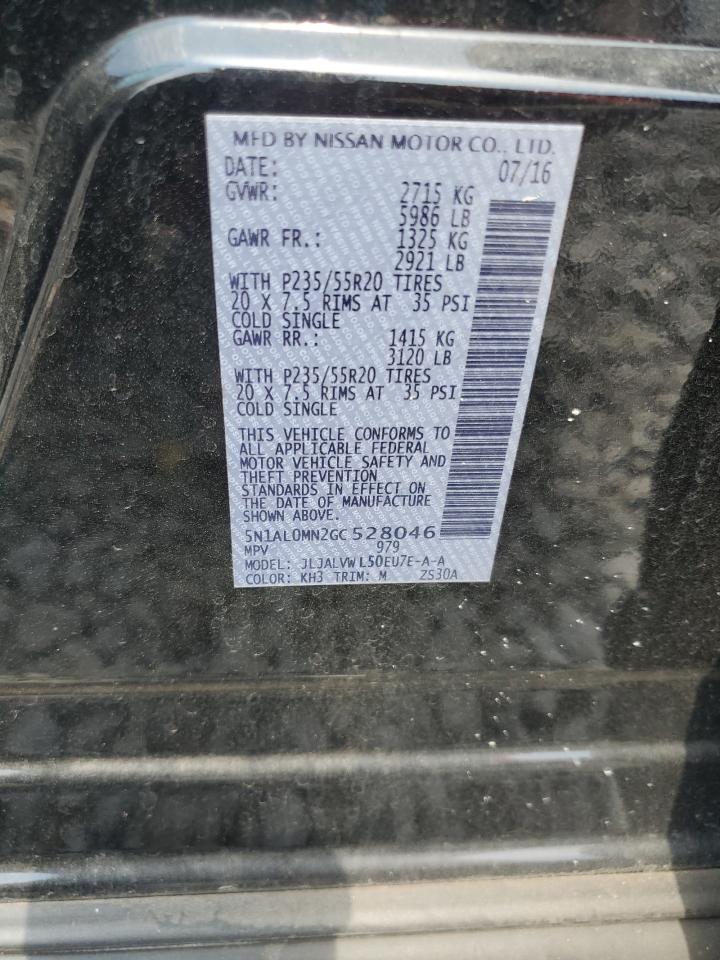 MFD BY NISSAN MOTOR CO., LTD.
DATE: 07/16
GVWR: 2715 KG
5986 LB
GAWR FR.: 1325 KG
2921 LB
WITH P235/55R20 TIRES
20 X 7.5 RIMS AT 35 PSI
COLD SINGLE
GAWR RR.: 1415 KG
3120 LB
WITH P235/55R20 TIRES
20 X 7.5 RIMS AT 35 PSI
COLD SINGLE
THIS VEHICLE CONFORMS TO
ALL APPLICABLE FEDERAL
MOTOR VEHICLE SAFETY AND
THEFT PREVENTION
STANDARDS IN EFFECT ON
THE DATE OF MANUFACTURE
SHOWN ABOVE.
5N1AL0MN2GC528046
MPV 979
MODEL: JLJALVWL50EU7E-A-A
COLOR: KH3 TRIM: M ZS30A